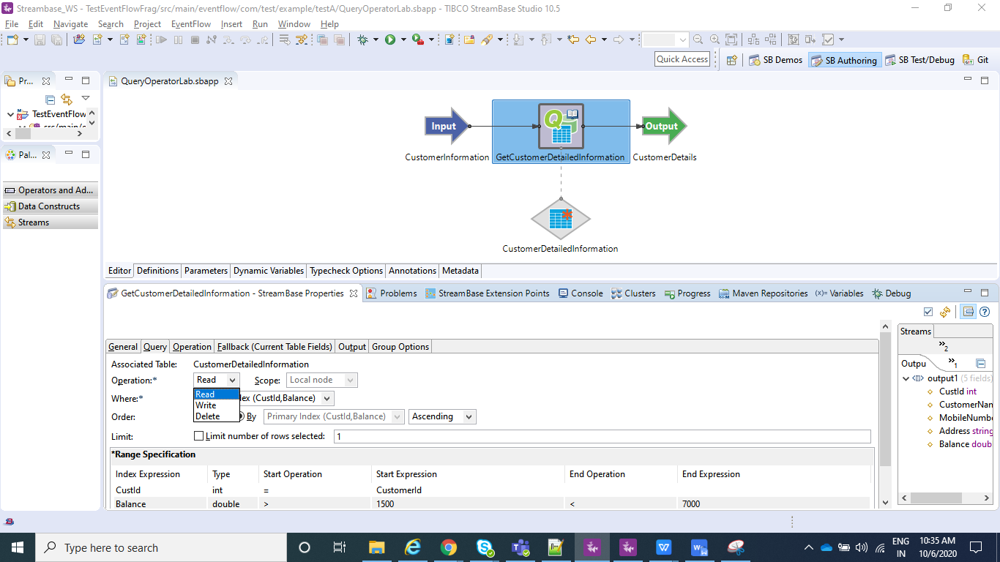 Streambase_WS - TestEventFlowFrag/src/main/eventflow/com/test/example/testA/QueryOperatorLab.sbapp - TIBCO StreamBase Studio 10.5
File Edit Navigate Search Project EventFlow Insert Run Window Help
Quick Access SB Demos SB Authoring SB Test/Debug Git
Pr...
QueryOperatorLab.sbapp
TestEventFlow
Pal...
Operators and Ad...
Data Constructs
Streams
Input
Output
CustomerInformation
GetCustomerDetailedInformation
CustomerDetails
CustomerDetailedInformation
Editor Definitions Parameters Dynamic Variables Typecheck Options Annotations Metadata
GetCustomerDetailedInformation - StreamBase Properties Problems StreamBase Extension Points Console Clusters Progress Maven Repositories (x)= Variables Debug
General Query Operation Fallback (Current Table Fields) Output Group Options
Associated Table: CustomerDetailedInformation
Operation:* Read Scope: Local node
Read
Write
Delete
Where:* dex (CustId,Balance)
Order: By Primary Index (CustId,Balance) Ascending
Limit: Limit number of rows selected: 1
*Range Specification
Index Expression Type Start Operation Start Expression End Operation End Expression
CustId int = CustomerId
Balance double > 1500 < 7000
Streams
»2
Outpu »1
output1 (5 fields)
CustId int
CustomerNan
MobileNumbe
Address string
Balance doub
Type here to search
ENG
IN
10:35 AM
10/6/2020